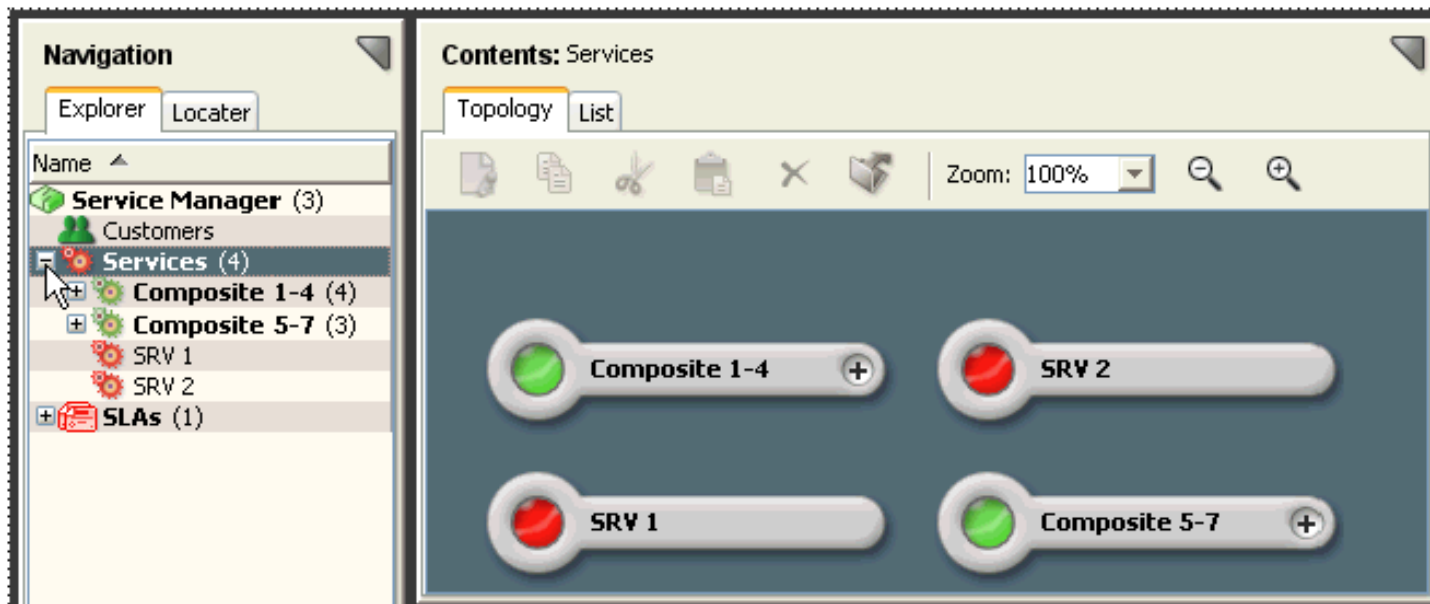 Navigation
Explorer Locater
Name
Service Manager (3)
Customers
Services (4)
Composite 1-4 (4)
Composite 5-7 (3)
SRV 1
SRV 2
SLAs (1)
Contents: Services
Topology List
Zoom: 100%
Composite 1-4
SRV 2
SRV 1
Composite 5-7